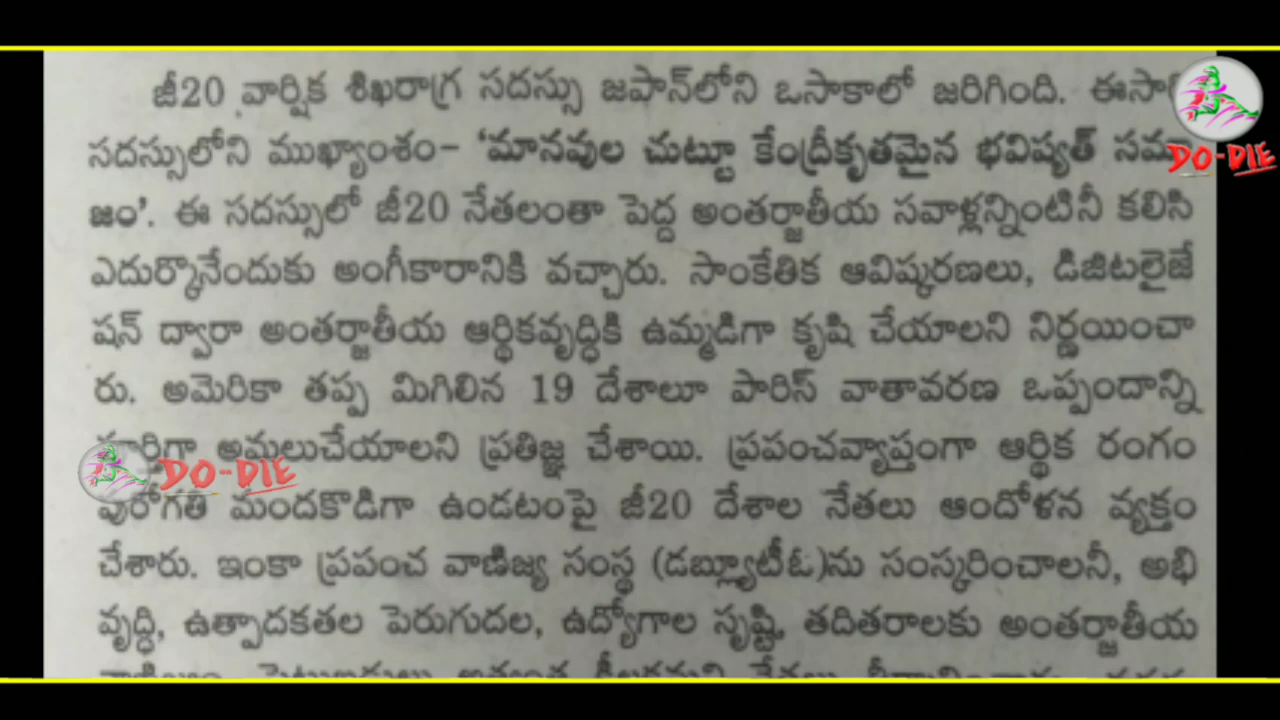 జీ20 వార్షిక శిఖరాగ్ర సదస్సు జపాన్‌లోని ఒసాకాలో జరిగింది.
DO-DIE
సదస్సులోని ముఖ్యాంశం- 'మానవుల చుట్టూ కేంద్రీకృతమైన భవిష్యత్
జం'. ఈ సదస్సులో జీ20 నేతలంతా పెద్ద అంతర్జాతీయ సవాళ్లన్నింటినీ కలిసి
ఎదుర్కొనేందుకు అంగీకారానికి వచ్చారు. సాంకేతిక ఆవిష్కరణలు, డిజిటలైజే
షన్ ద్వారా అంతర్జాతీయ ఆర్థికవృద్ధికి ఉమ్మడిగా కృషి చేయాలని నిర్ణయించా
రు. అమెరికా తప్ప మిగిలిన 19 దేశాలూ పారిస్ వాతావరణ ఒప్పందాన్ని
అమలుచేయాలని ప్రతిజ్ఞ చేశాయి. ప్రపంచవ్యాప్తంగా ఆర్థిక రంగం
DO-DIE
పురోగతి మందకొడిగా ఉండటంపై జీ20 దేశాల నేతలు ఆందోళన వ్యక్తం
చేశారు. ఇంకా ప్రపంచ వాణిజ్య సంస్థ (డబ్ల్యూటీఓ)ను సంస్కరించాలనీ, అభి
వృద్ధి, ఉత్పాదకతల పెరుగుదల, ఉద్యోగాల సృష్టి, తదితరాలకు అంతర్జాతీయ